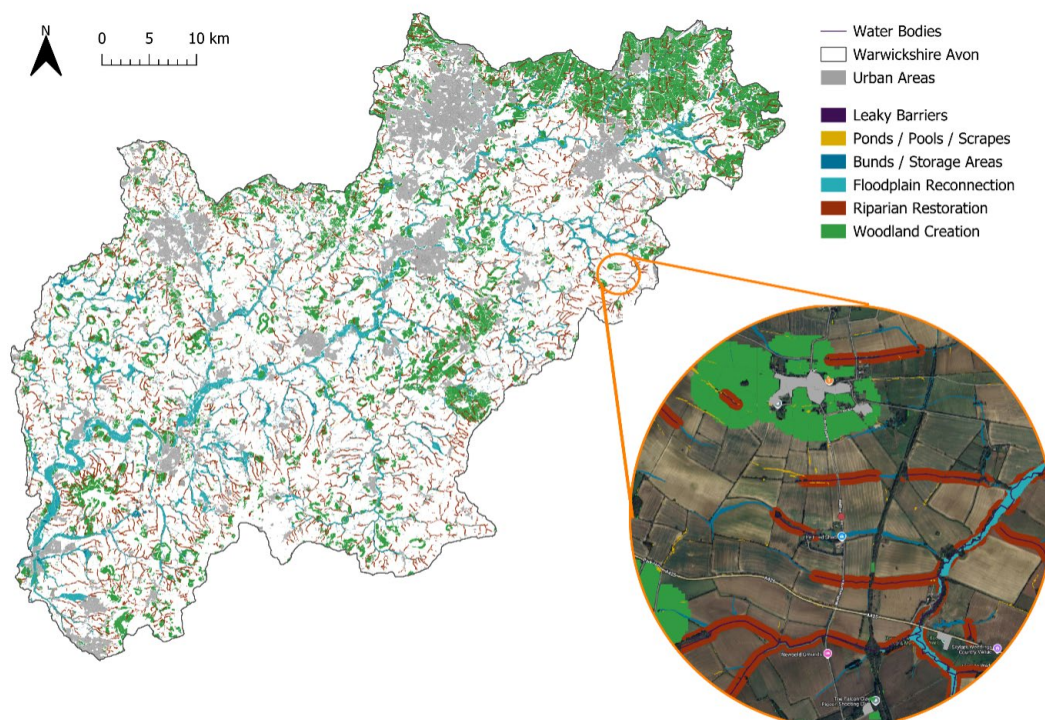 N
0 5 10 km
Water Bodies
Warwickshire Avon
Urban Areas
Leaky Barriers
Ponds / Pools / Scrapes
Bunds / Storage Areas
Floodplain Reconnection
Riparian Restoration
Woodland Creation